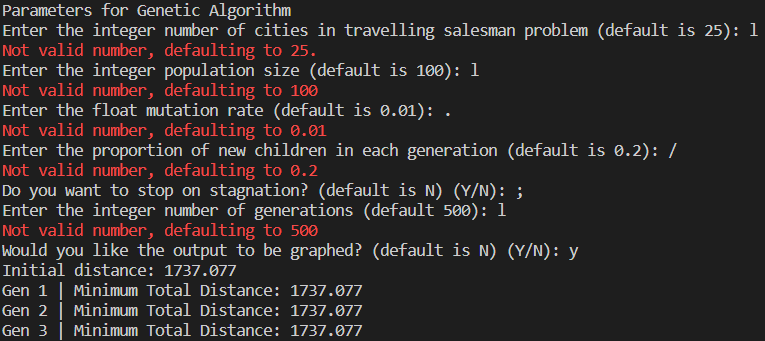 Parameters for Genetic Algorithm
Enter the integer number of cities in travelling salesman problem (default is 25): l
Not valid number, defaulting to 25.
Enter the integer population size (default is 100): l
Not valid number, defaulting to 100
Enter the float mutation rate (default is 0.01): .
Not valid number, defaulting to 0.01
Enter the proportion of new children in each generation (default is 0.2): /
Not valid number, defaulting to 0.2
Do you want to stop on stagnation? (default is N) (Y/N): ;
Enter the integer number of generations (default 500): l
Not valid number, defaulting to 500
Would you like the output to be graphed? (default is N) (Y/N): y
Initial distance: 1737.077
Gen 1 | Minimum Total Distance: 1737.077
Gen 2 | Minimum Total Distance: 1737.077
Gen 3 | Minimum Total Distance: 1737.077